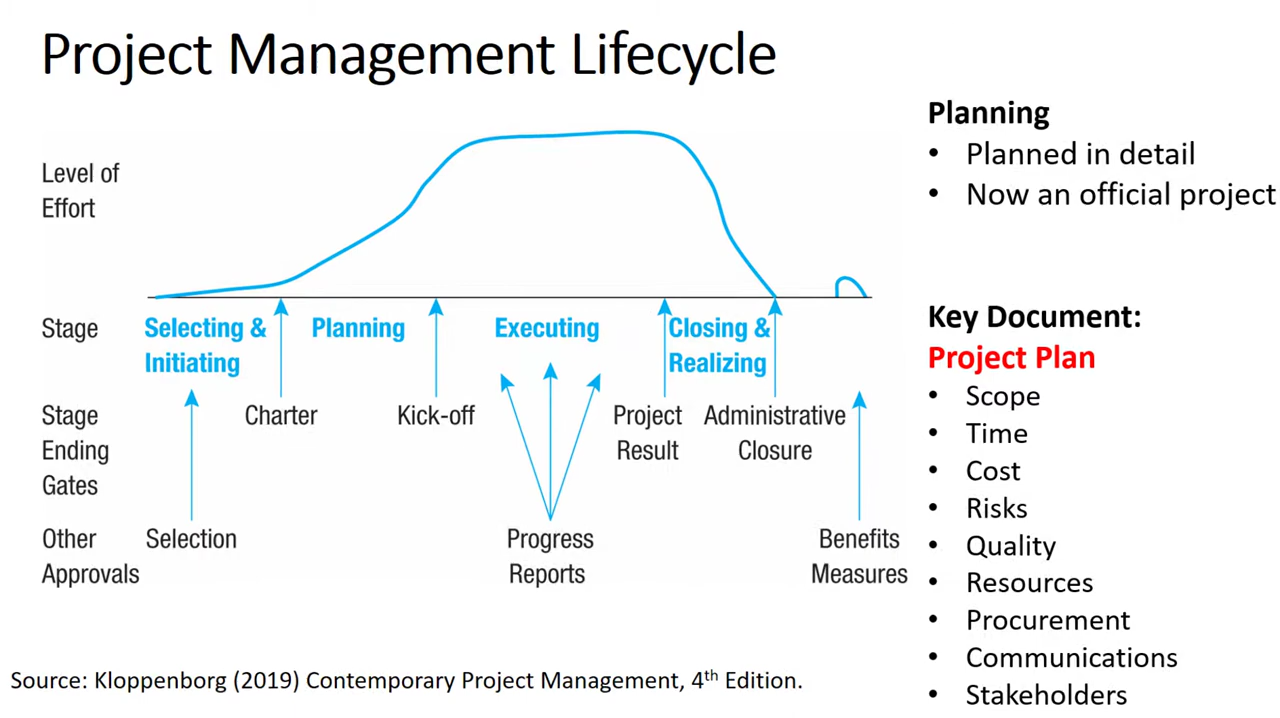 Project Management Lifecycle
Level of
Effort
Stage
Selecting &
Initiating
Planning
Executing
Closing &
Realizing
Stage
Ending
Gates
Charter
Kick-off
Project
Result
Administrative
Closure
Other
Approvals
Selection
Progress
Reports
Benefits
Measures
Source: Kloppenborg (2019) Contemporary Project Management, 4th Edition.
Planning
• Planned in detail
• Now an official project
Key Document:
Project Plan
• Scope
• Time
• Cost
• Risks
• Quality
• Resources
• Procurement
• Communications
• Stakeholders